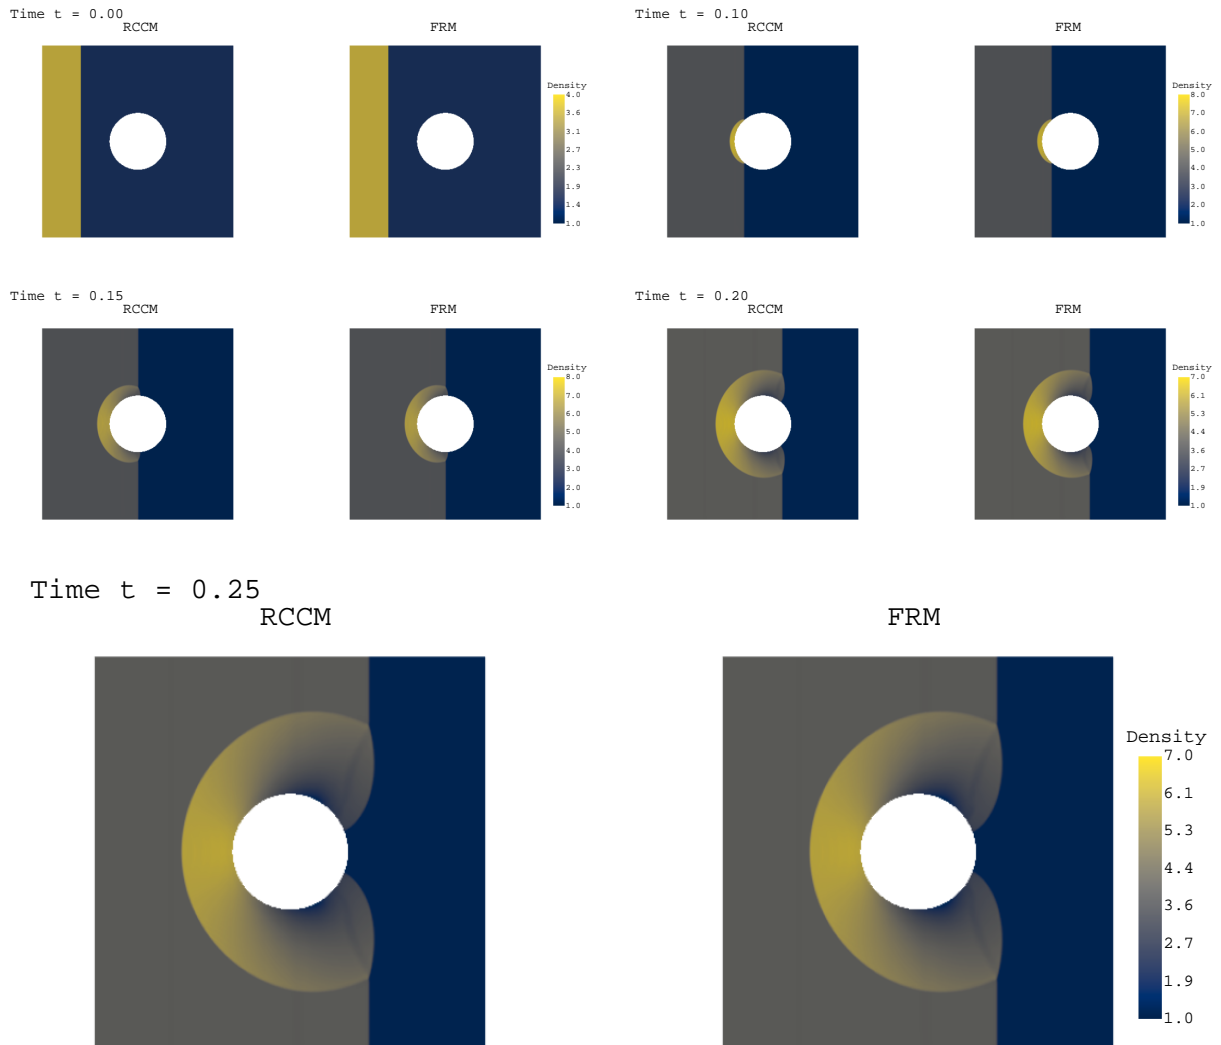 Time t = 0.00
RCCM FRM
Density
4.0
3.6
3.1
2.7
2.3
1.9
1.4
1.0
Time t = 0.10
RCCM FRM
Density
8.0
7.0
6.0
5.0
4.0
3.0
2.0
1.0
Time t = 0.15
RCCM FRM
Density
8.0
7.0
6.0
5.0
4.0
3.0
2.0
1.0
Time t = 0.20
RCCM FRM
Density
7.0
6.1
5.3
4.4
3.6
2.7
1.9
1.0
Time t = 0.25
RCCM FRM
Density
7.0
6.1
5.3
4.4
3.6
2.7
1.9
1.0